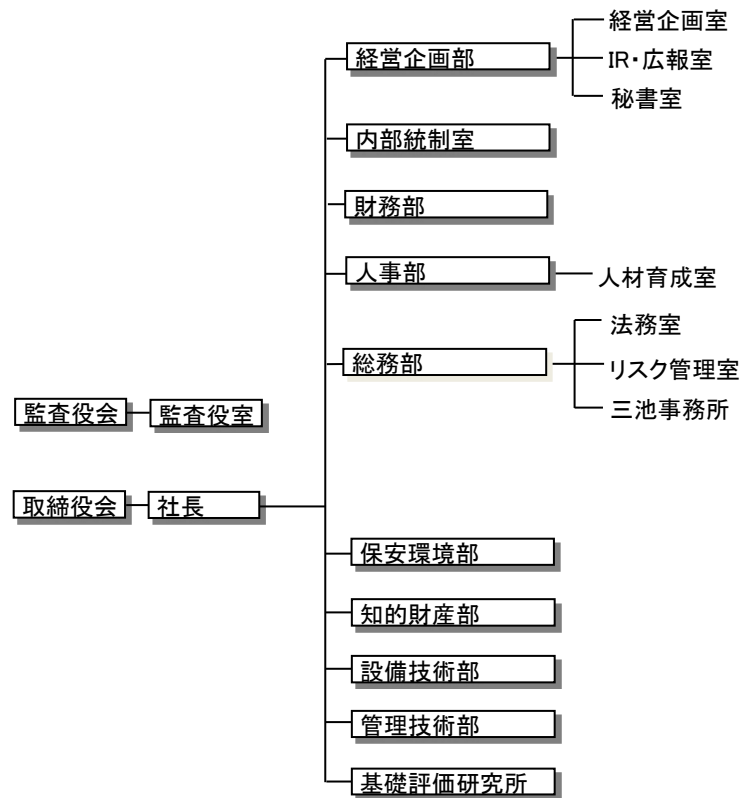 経営企画室
経営企画部
IR・広報室
秘書室
内部統制室
財務部
人事部
人材育成室
法務室
総務部
リスク管理室
三池事務所
監査役会
監査役室
取締役会
社長
保安環境部
知的財産部
設備技術部
管理技術部
基礎評価研究所